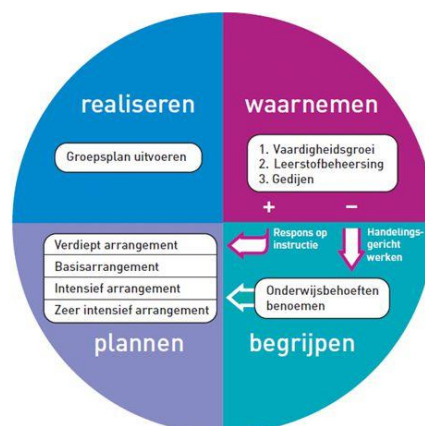 realiseren
Groepsplan uitvoeren
waarnemen
1. Vaardigheidsgroei
2. Leerstofbeheersing
3. Gedijen
+ −
Respons op
instructie
Handelings-
gericht
werken
Verdiept arrangement
Basisarrangement
Intensief arrangement
Zeer intensief arrangement
plannen
Onderwijsbehoeften
benoemen
begrijpen